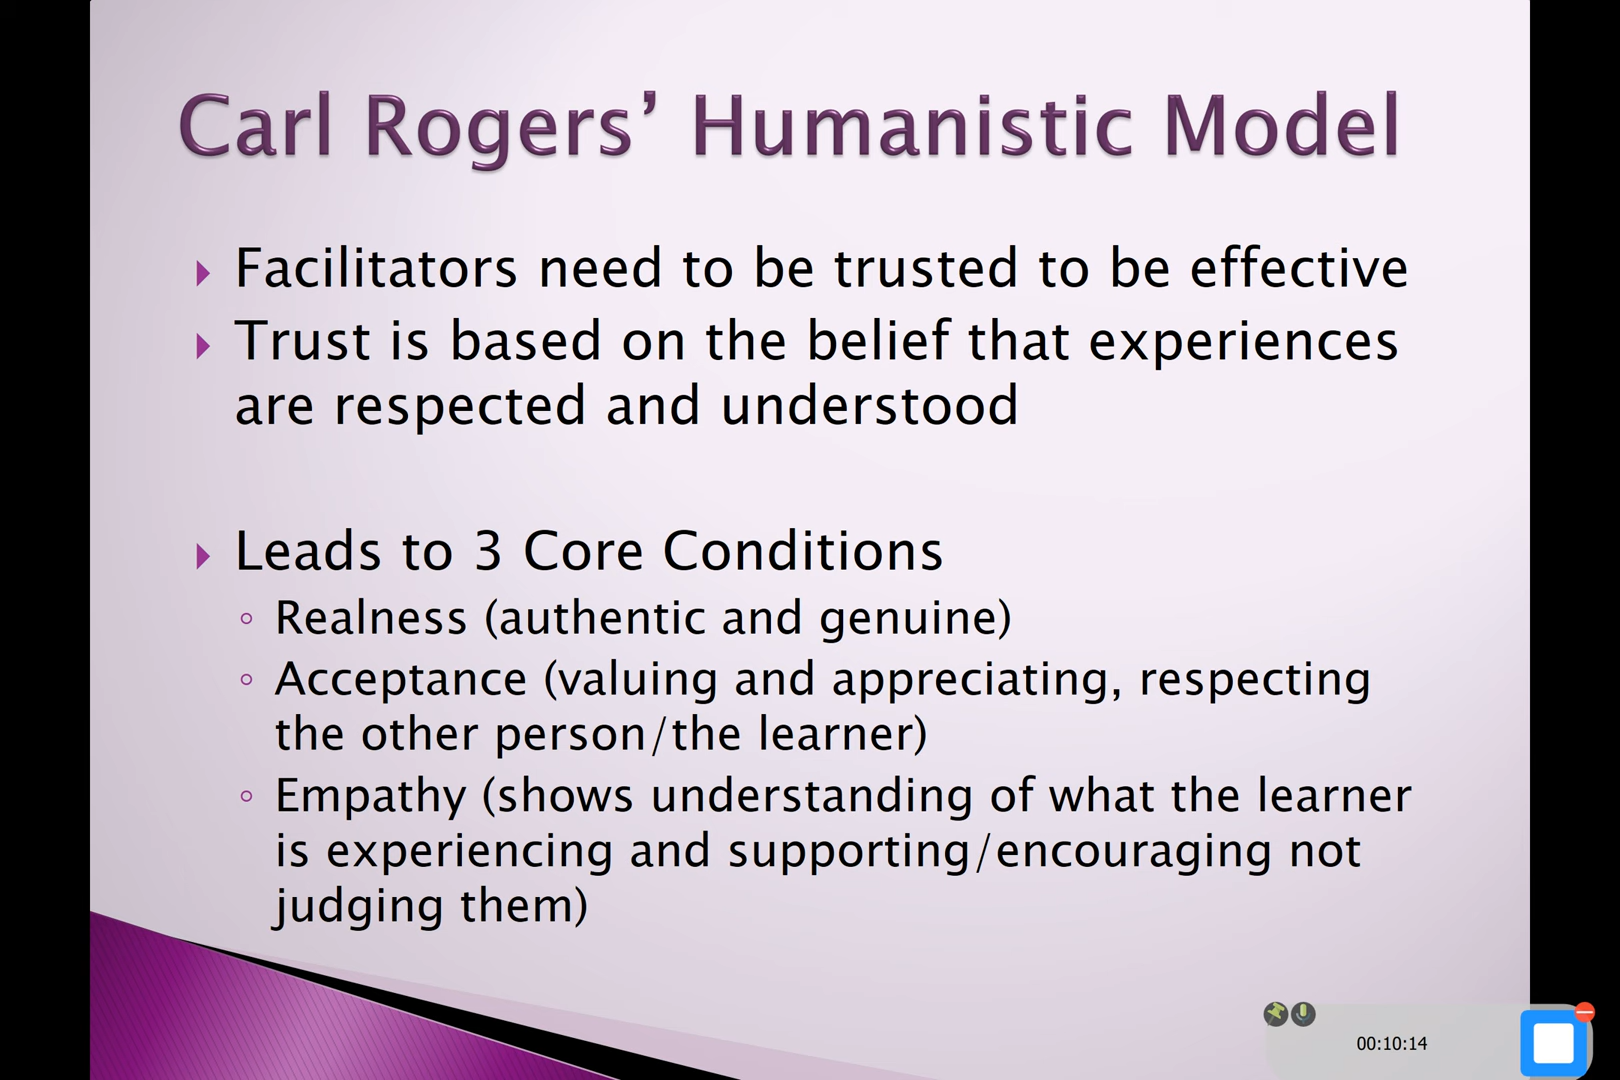 Carl Rogers’ Humanistic Model
Facilitators need to be trusted to be effective
Trust is based on the belief that experiences
are respected and understood
Leads to 3 Core Conditions
Realness (authentic and genuine)
Acceptance (valuing and appreciating, respecting
the other person/the learner)
Empathy (shows understanding of what the learner
is experiencing and supporting/encouraging not
judging them)
00:10:14